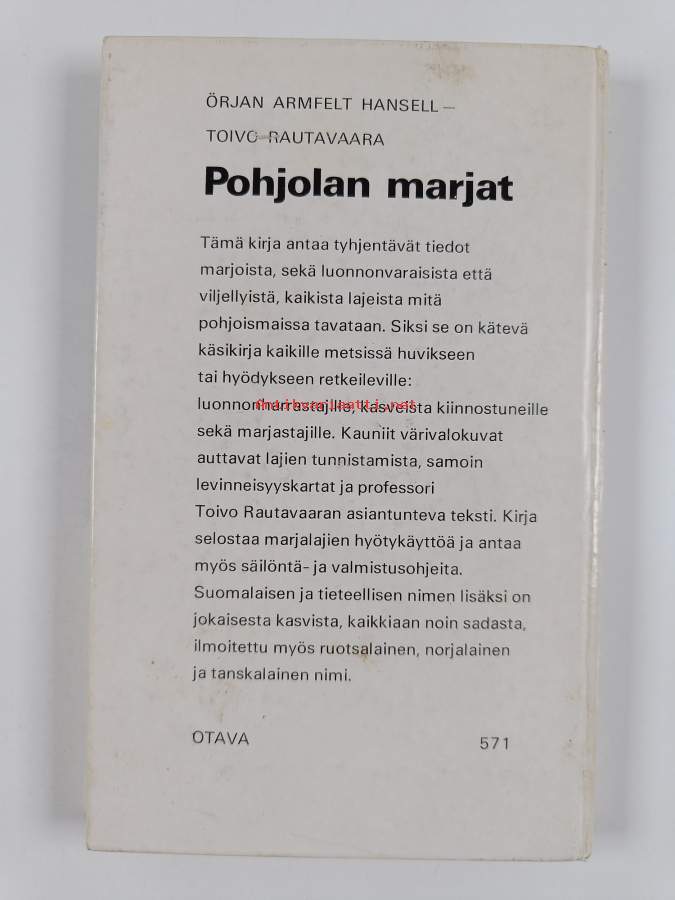 ÖRJAN ARMFELT HANSELL –
TOIVO RAUTAVAARA
Pohjolan marjat
Tämä kirja antaa tyhjentävät tiedot
marjoista, sekä luonnonvaraisista että
viljellyistä, kaikista lajeista mitä
pohjoismaissa tavataan. Siksi se on kätevä
käsikirja kaikille metsissä huvikseen
tai hyödykseen retkeileville:
luonnonharrastajille, kasveista kiinnostuneille
Antikvariaatti.net
sekä marjastajille. Kauniit värivalokuvat
auttavat lajien tunnistamista, samoin
levinneisyyskartat ja professori
Toivo Rautavaaran asiantunteva teksti. Kirja
selostaa marjalajien hyötykäyttöä ja antaa
myös säilöntä- ja valmistusohjeita.
Suomalaisen ja tieteellisen nimen lisäksi on
jokaisesta kasvista, kaikkiaan noin sadasta,
ilmoitettu myös ruotsalainen, norjalainen
ja tanskalainen nimi.
OTAVA 571